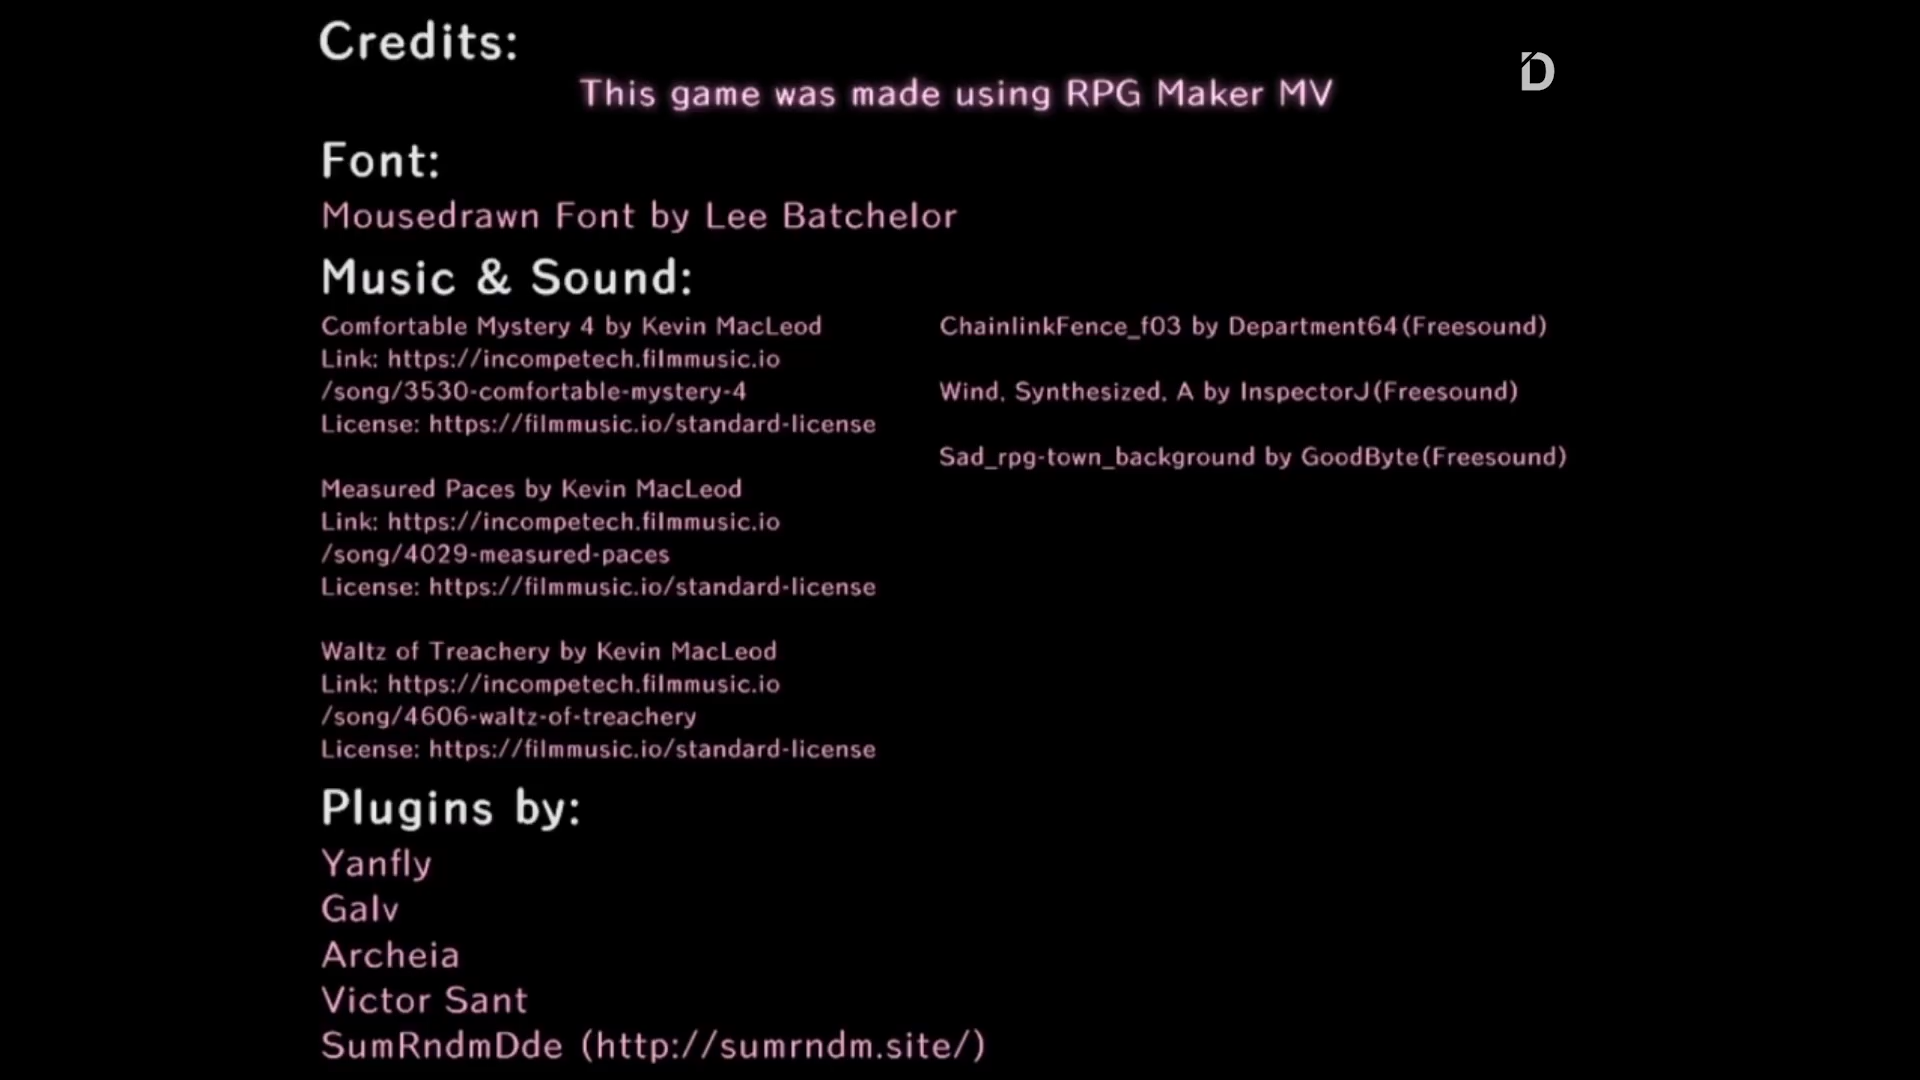 Credits:
This game was made using RPG Maker MV
Font:
Mousedrawn Font by Lee Batchelor
Music & Sound:
Comfortable Mystery 4 by Kevin MacLeod
Link: https://incompetech.filmmusic.io
/song/3530-comfortable-mystery-4
License: https://filmmusic.io/standard-license
Measured Paces by Kevin MacLeod
Link: https://incompetech.filmmusic.io
/song/4029-measured-paces
License: https://filmmusic.io/standard-license
Waltz of Treachery by Kevin MacLeod
Link: https://incompetech.filmmusic.io
/song/4606-waltz-of-treachery
License: https://filmmusic.io/standard-license
ChainlinkFence_f03 by Department64(Freesound)
Wind, Synthesized, A by InspectorJ(Freesound)
Sad_rpg-town_background by GoodByte(Freesound)
Plugins by:
Yanfly
Galv
Archeia
Victor Sant
SumRndmDde (http://sumrndm.site/)